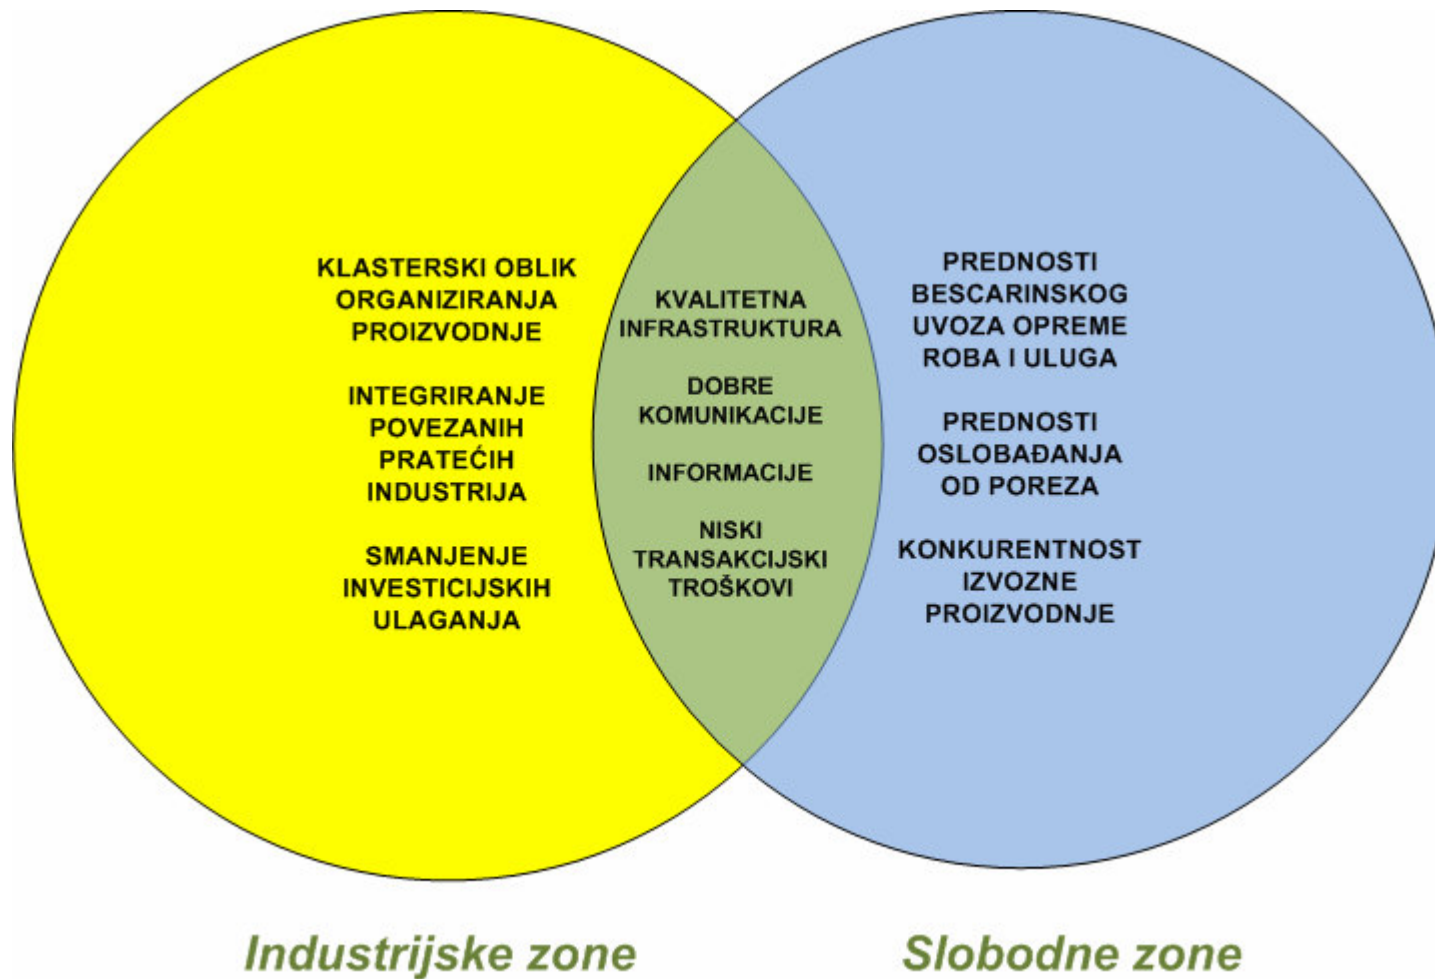 KLASTERSKI OBLIK
ORGANIZIRANJA
PROIZVODNJE
INTEGRIRANJE
POVEZANIH
PRATEĆIH
INDUSTRIJA
SMANJENJE
INVESTICIJSKIH
ULAGANJA
KVALITETNA
INFRASTRUKTURA
DOBRE
KOMUNIKACIJE
INFORMACIJE
NISKI
TRANSAKCIJSKI
TROŠKOVI
PREDNOSTI
BESCARINSKOG
UVOZA OPREME
ROBA I ULUGA
PREDNOSTI
OSLOBAĐANJA
OD POREZA
KONKURENTNOST
IZVOZNE
PROIZVODNJE
Industrijske zone
Slobodne zone